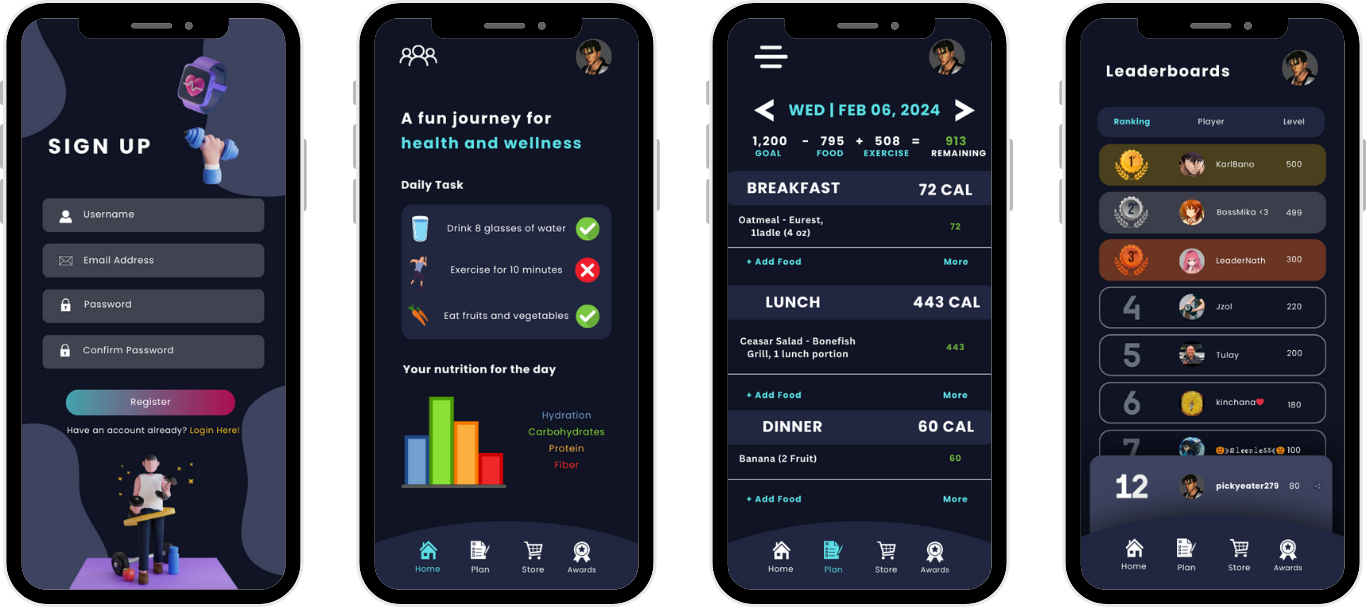 SIGN UP
Username
Email Address
Password
Confirm Password
Register
Have an account already? Login Here!
A fun journey for
health and wellness
Daily Task
Drink 8 glasses of water
Exercise for 10 minutes
Eat fruits and vegetables
Your nutrition for the day
Hydration
Carbohydrates
Protein
Fiber
Home Plan Store Awards
WED | FEB 06, 2024
1,200 - 795 + 508 = 913
GOAL FOOD EXERCISE REMAINING
BREAKFAST 72 CAL
Oatmeal - Eurest,
1ladle (4 oz)
72
+ Add Food More
LUNCH 443 CAL
Ceasar Salad - Bonefish
Grill, 1 lunch portion
443
+ Add Food More
DINNER 60 CAL
Banana (2 Fruit) 60
+ Add Food More
Home Plan Store Awards
Leaderboards
Ranking Player Level
1 KarlBano 500
2 BossMika <3 499
3 LeaderNath 300
4 Jzol 220
5 Tulay 200
6 kinchana❤️ 180
7 100
12 pickyeater279 80
Home Plan Store Awards